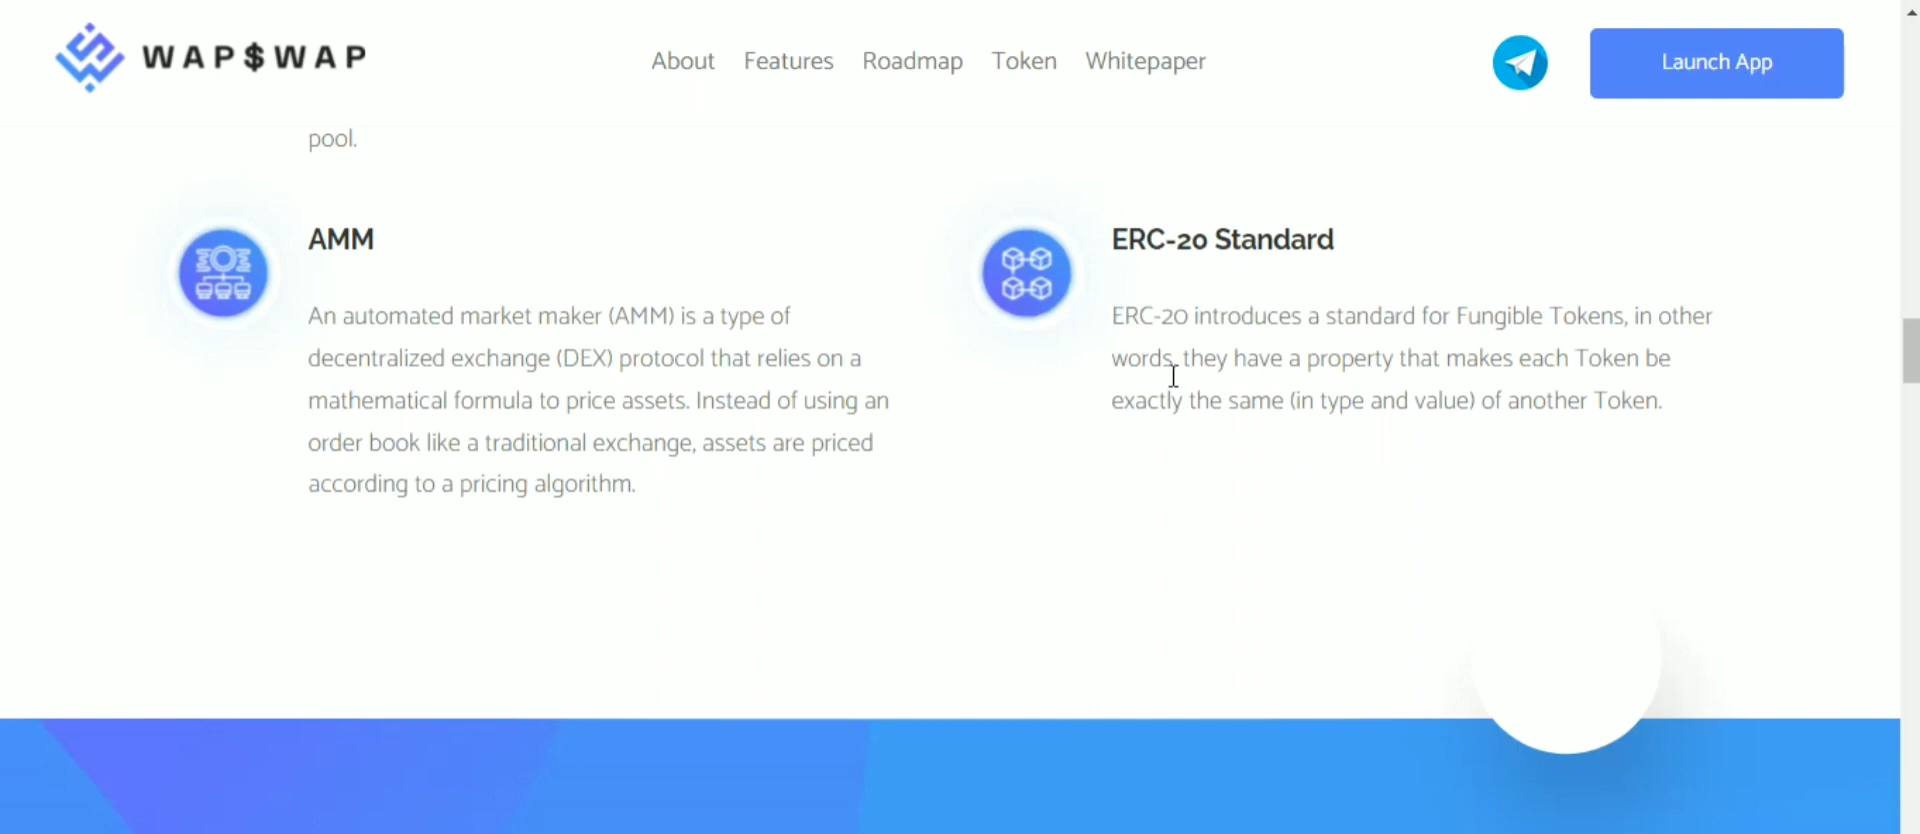 WAP$WAP
About Features Roadmap Token Whitepaper
Launch App
pool.
AMM
An automated market maker (AMM) is a type of
decentralized exchange (DEX) protocol that relies on a
mathematical formula to price assets. Instead of using an
order book like a traditional exchange, assets are priced
according to a pricing algorithm.
ERC-20 Standard
ERC-20 introduces a standard for Fungible Tokens, in other
words, they have a property that makes each Token be
exactly the same (in type and value) of another Token.